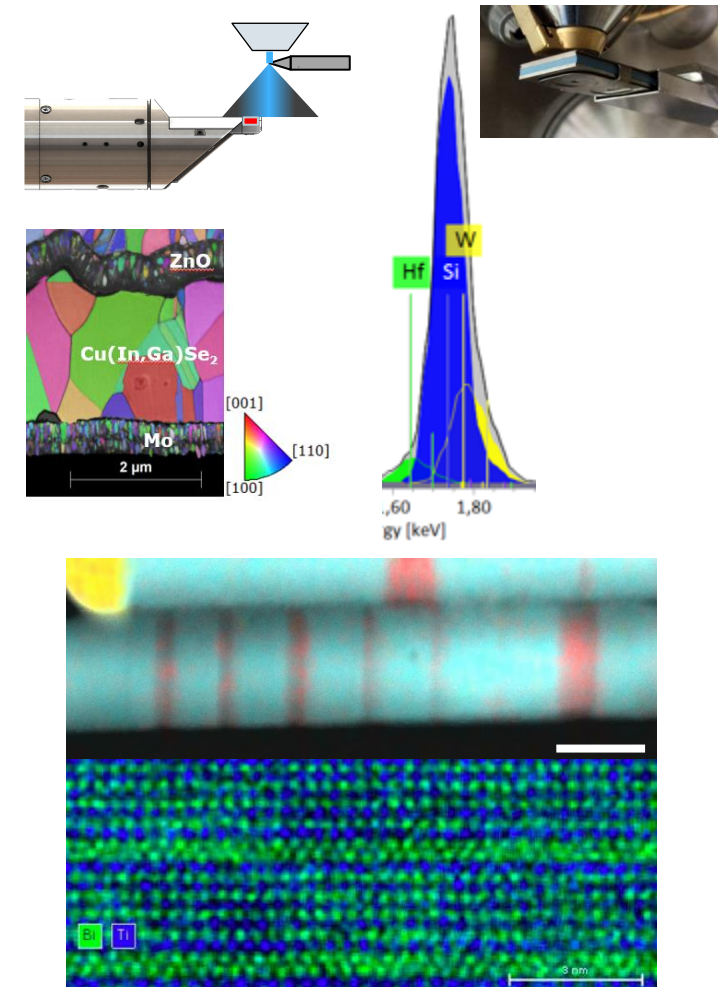 W
Hf
Si
ZnO
Cu(In,Ga)Se₂
[001]
Mo
[110]
2 µm
[100]
,60
1,80
gy [keV]
Bi
Ti
3 nm